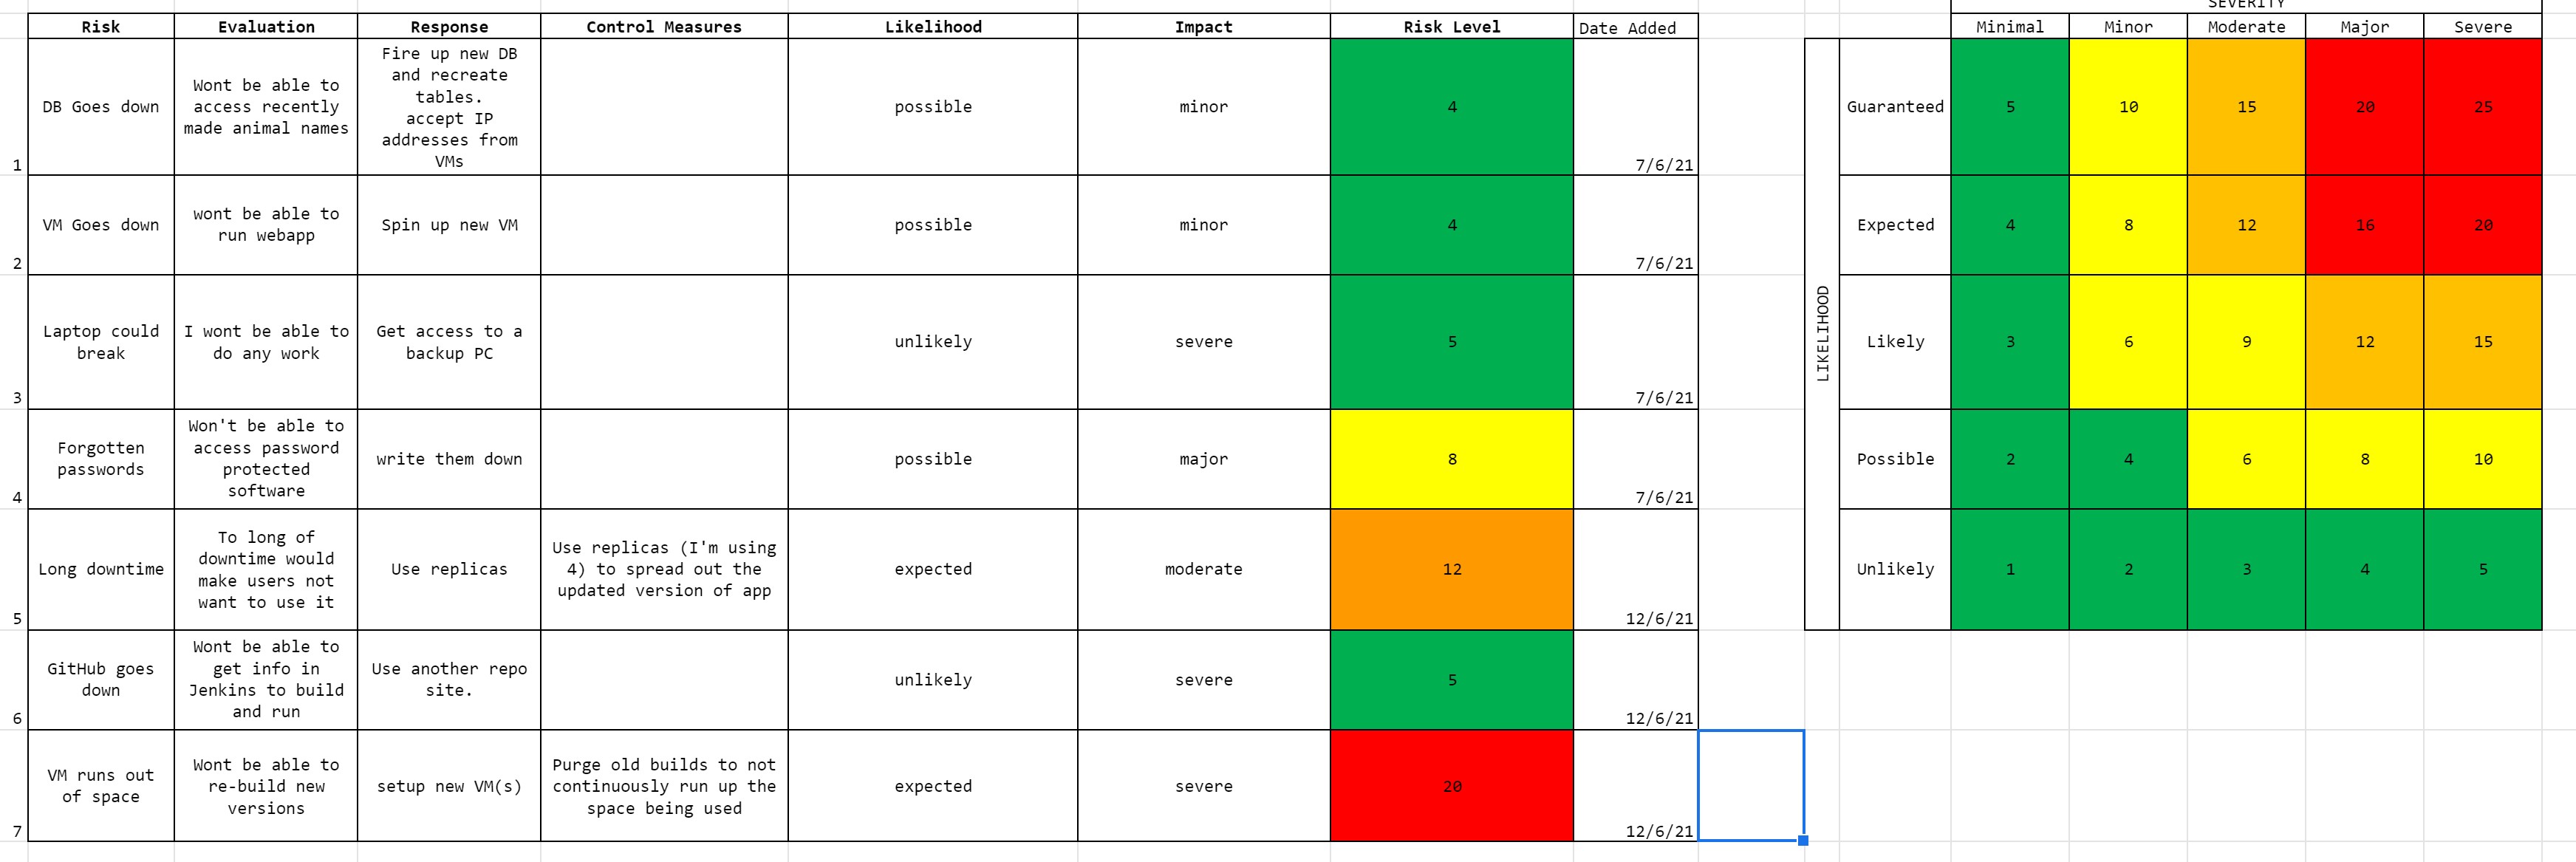 SEVERITY
Risk Evaluation Response Control Measures Likelihood Impact Risk Level Date Added
Minimal Minor Moderate Major Severe
DB Goes down
Wont be able to
access recently
made animal names
Fire up new DB
and recreate
tables.
accept IP
addresses from
VMs
possible
minor
4
7/6/21
1
VM Goes down
wont be able to
run webapp
Spin up new VM
possible
minor
4
7/6/21
2
Laptop could
break
I wont be able to
do any work
Get access to a
backup PC
unlikely
severe
5
7/6/21
3
Forgotten
passwords
Won't be able to
access password
protected
software
write them down
possible
major
8
7/6/21
4
Long downtime
To long of
downtime would
make users not
want to use it
Use replicas
Use replicas (I'm using
4) to spread out the
updated version of app
expected
moderate
12
12/6/21
5
GitHub goes
down
Wont be able to
get info in
Jenkins to build
and run
Use another repo
site.
unlikely
severe
5
12/6/21
6
VM runs out
of space
Wont be able to
re-build new
versions
setup new VM(s)
Purge old builds to not
continuously run up the
space being used
expected
severe
20
12/6/21
7
LIKELIHOOD
Guaranteed 5 10 15 20 25
Expected 4 8 12 16 20
Likely 3 6 9 12 15
Possible 2 4 6 8 10
Unlikely 1 2 3 4 5